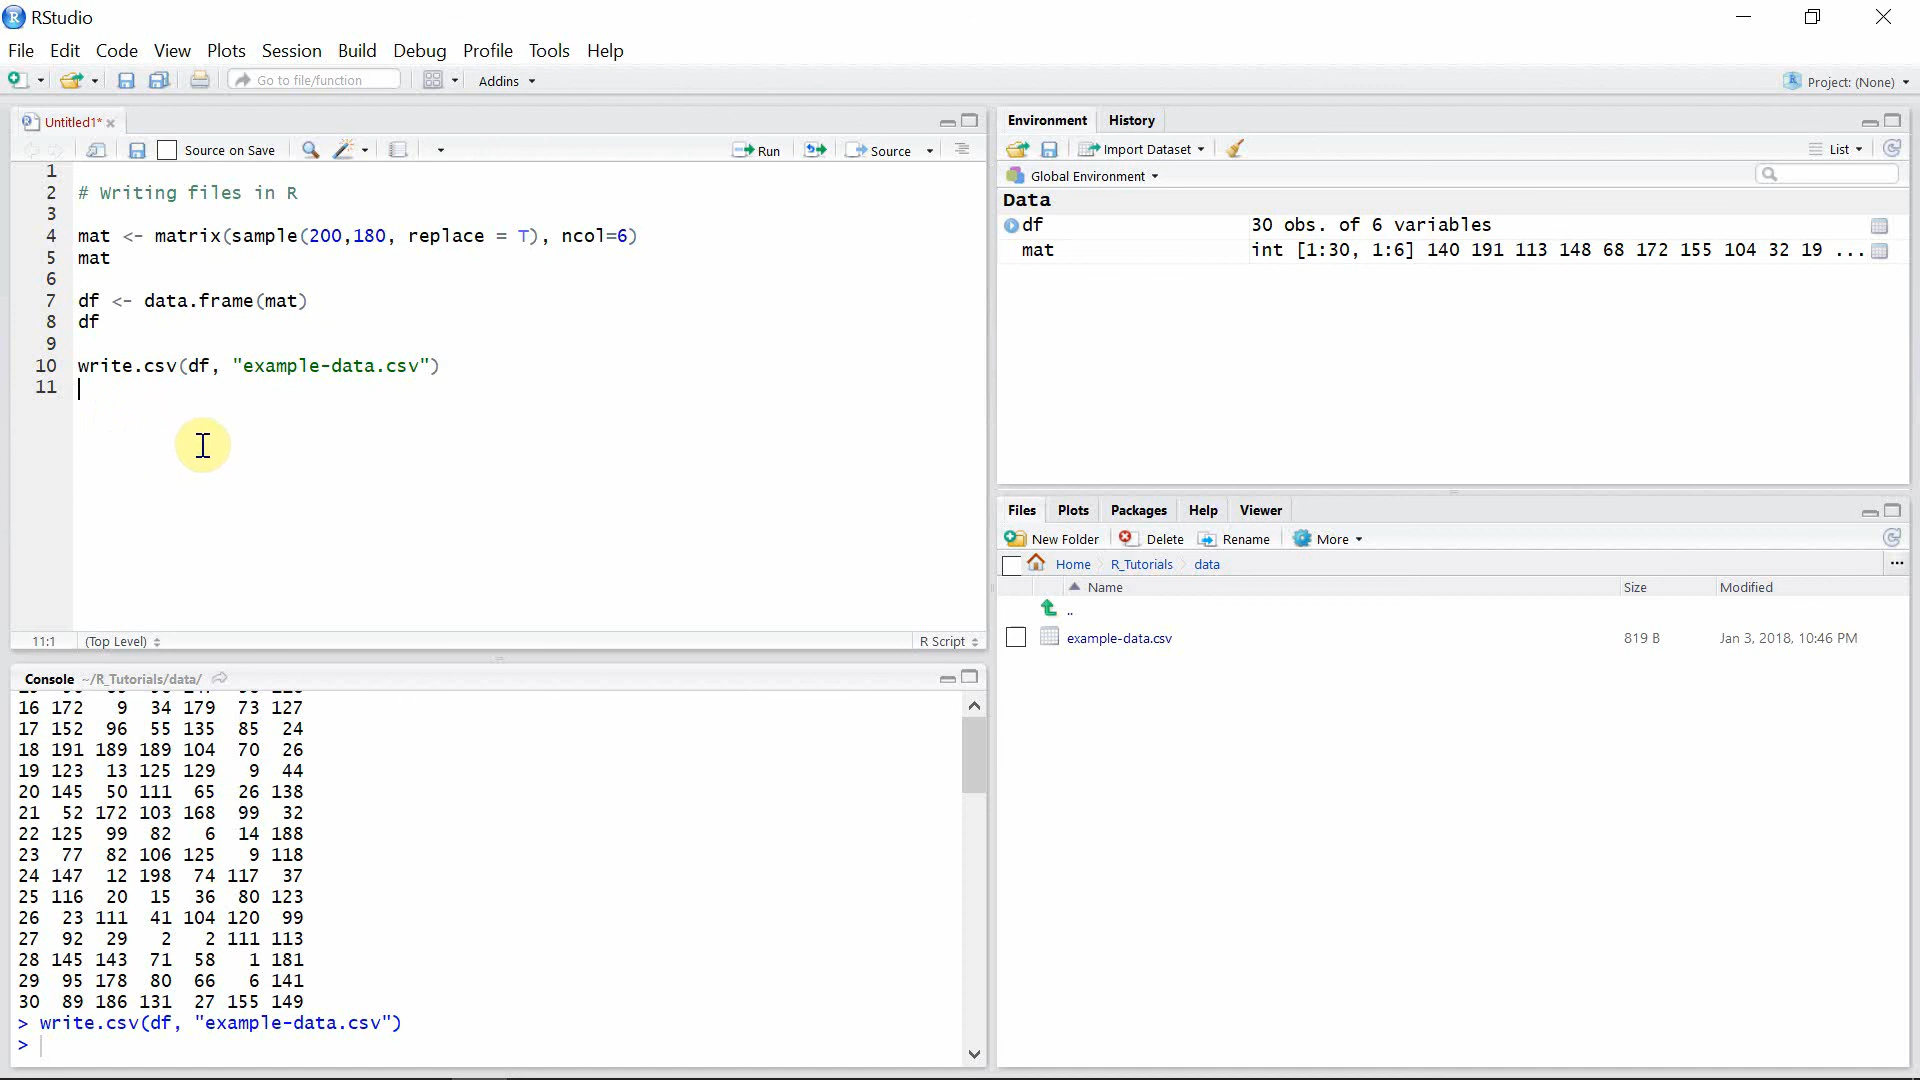 RStudio
File Edit Code View Plots Session Build Debug Profile Tools Help
Go to file/function Addins Project: (None)
Untitled1*
Source on Save Run Source
1
2 # Writing files in R
3
4 mat <- matrix(sample(200,180, replace = T), ncol=6)
5 mat
6
7 df <- data.frame(mat)
8 df
9
10 write.csv(df, "example-data.csv")
11
11:1 (Top Level) R Script
Console ~/R_Tutorials/data/
16 172 9 34 179 73 127
17 152 96 55 135 85 24
18 191 189 189 104 70 26
19 123 13 125 129 9 44
20 145 50 111 65 26 138
21 52 172 103 168 99 32
22 125 99 82 6 14 188
23 77 82 106 125 9 118
24 147 12 198 74 117 37
25 116 20 15 36 80 123
26 23 111 41 104 120 99
27 92 29 2 2 111 113
28 145 143 71 58 1 181
29 95 178 80 66 6 141
30 89 186 131 27 155 149
> write.csv(df, "example-data.csv")
>
Environment History
Import Dataset List
Global Environment
Data
df 30 obs. of 6 variables
mat int [1:30, 1:6] 140 191 113 148 68 172 155 104 32 19 ...
Files Plots Packages Help Viewer
New Folder Delete Rename More
Home R_Tutorials data ...
Name Size Modified
..
example-data.csv 819 B Jan 3, 2018, 10:46 PM